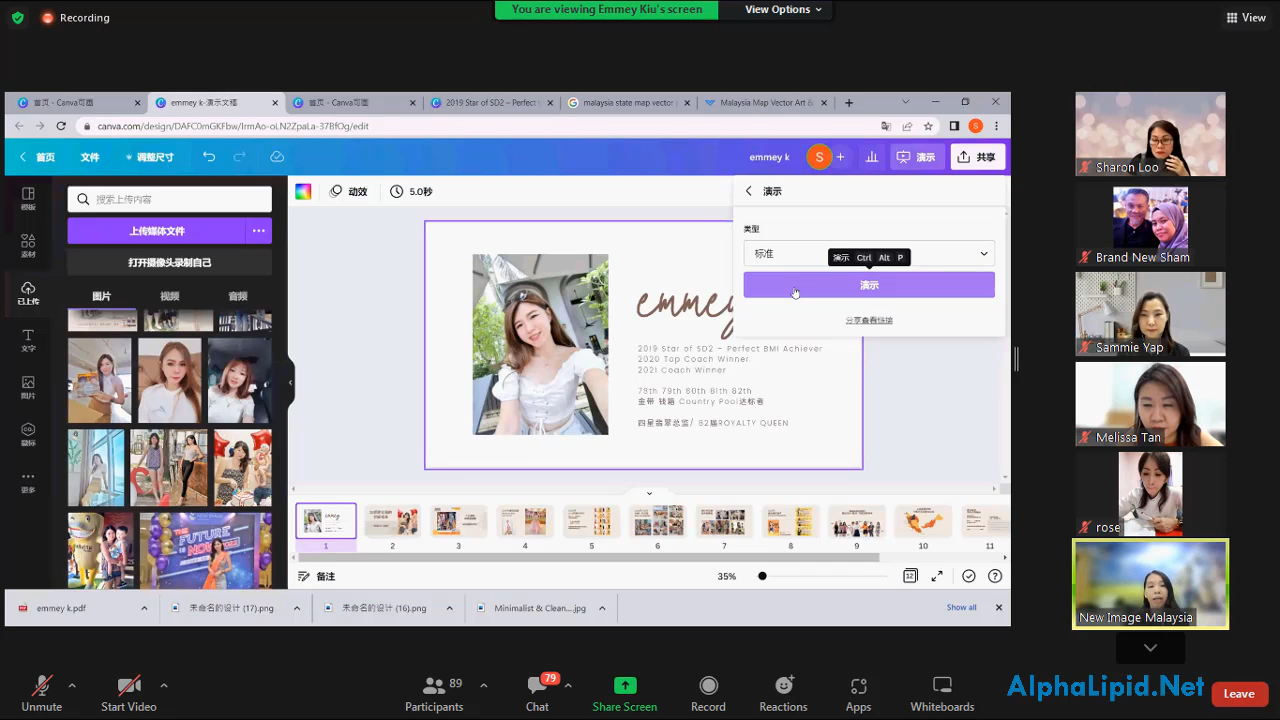 You are viewing Emmey Kiu's screen
View Options
Recording
View
首页 - Canva可画
emmey k-演示文稿
首页 - Canva可画
2019 Star of SD2 – Perfect
malaysia state map vector
Malaysia Map Vector Art &
canva.com/design/DAFC0mGKFbw/IrmAo-oLN2ZpaLa-37BfOg/edit
S
首页
文件
调整尺寸
emmey k
S
演示
共享
模板
素材
已上传
文字
图片
更多
搜索上传内容
上传媒体文件
打开摄像头录制自己
图片
视频
音频
动效
5.0秒
演示
类型
标准
演示 Ctrl Alt P
演示
分享查看链接
emmey
2019 Star of SD2 – Perfect BMI Achiever
2020 Top Coach Winner
2021 Coach Winner
78th 79th 80th 81th 82th
金带 钱箱 Country Pool达标者
四星翡翠总监/ 82届ROYALTY QUEEN
THE FUTURE IS NOW
1
2
3
4
5
6
7
8
9
10
11
备注
35%
12
emmey k.pdf
未命名的设计 (17).png
未命名的设计 (16).png
Minimalist & Clean....jpg
Show all
Sharon Loo
Brand New Sham
Sammie Yap
Melissa Tan
rose
New Image Malaysia
Unmute
Start Video
Participants
89
Chat
79
Share Screen
Record
Reactions
Apps
Whiteboards
AlphaLipid.Net
Leave